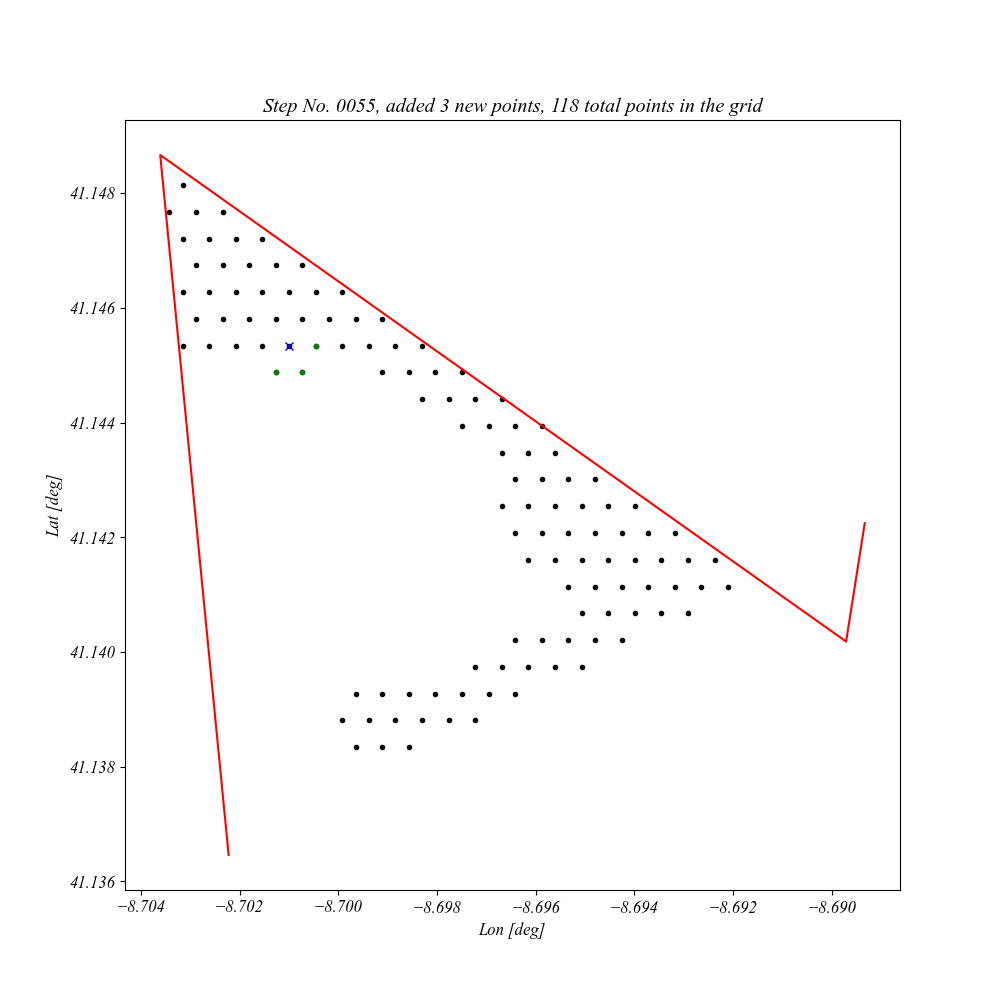 Step No. 0055, added 3 new points, 118 total points in the grid
41.148
41.146
41.144
41.142
41.140
41.138
41.136
Lat [deg]
−8.704 −8.702 −8.700 −8.698 −8.696 −8.694 −8.692 −8.690
Lon [deg]